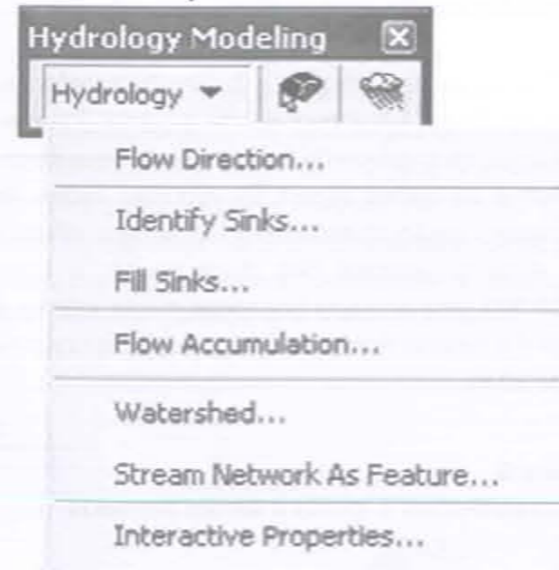 Hydrology Modeling
Hydrology
Flow Direction...
Identify Sinks...
Fill Sinks...
Flow Accumulation...
Watershed...
Stream Network As Feature...
Interactive Properties...